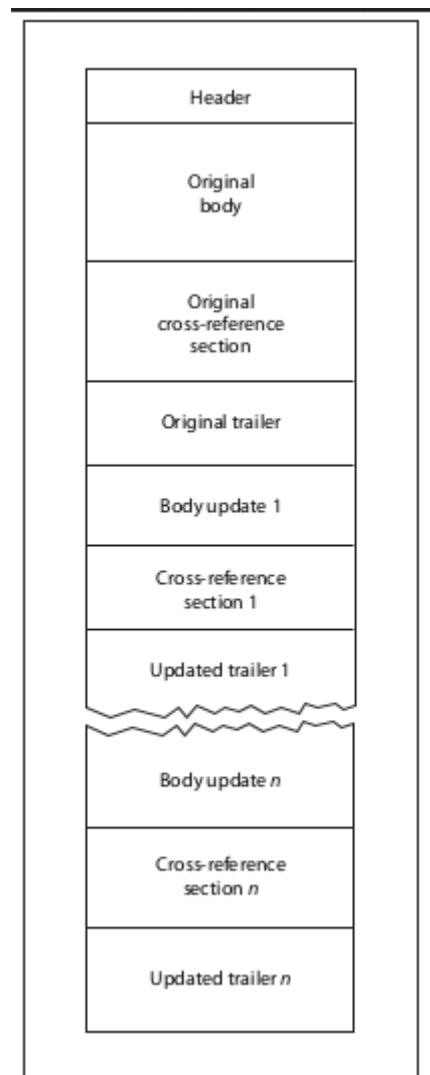 Header
Original
body
Original
cross-reference
section
Original trailer
Body update 1
Cross-reference
section 1
Updated trailer 1
Body update n
Cross-reference
section n
Updated trailer n